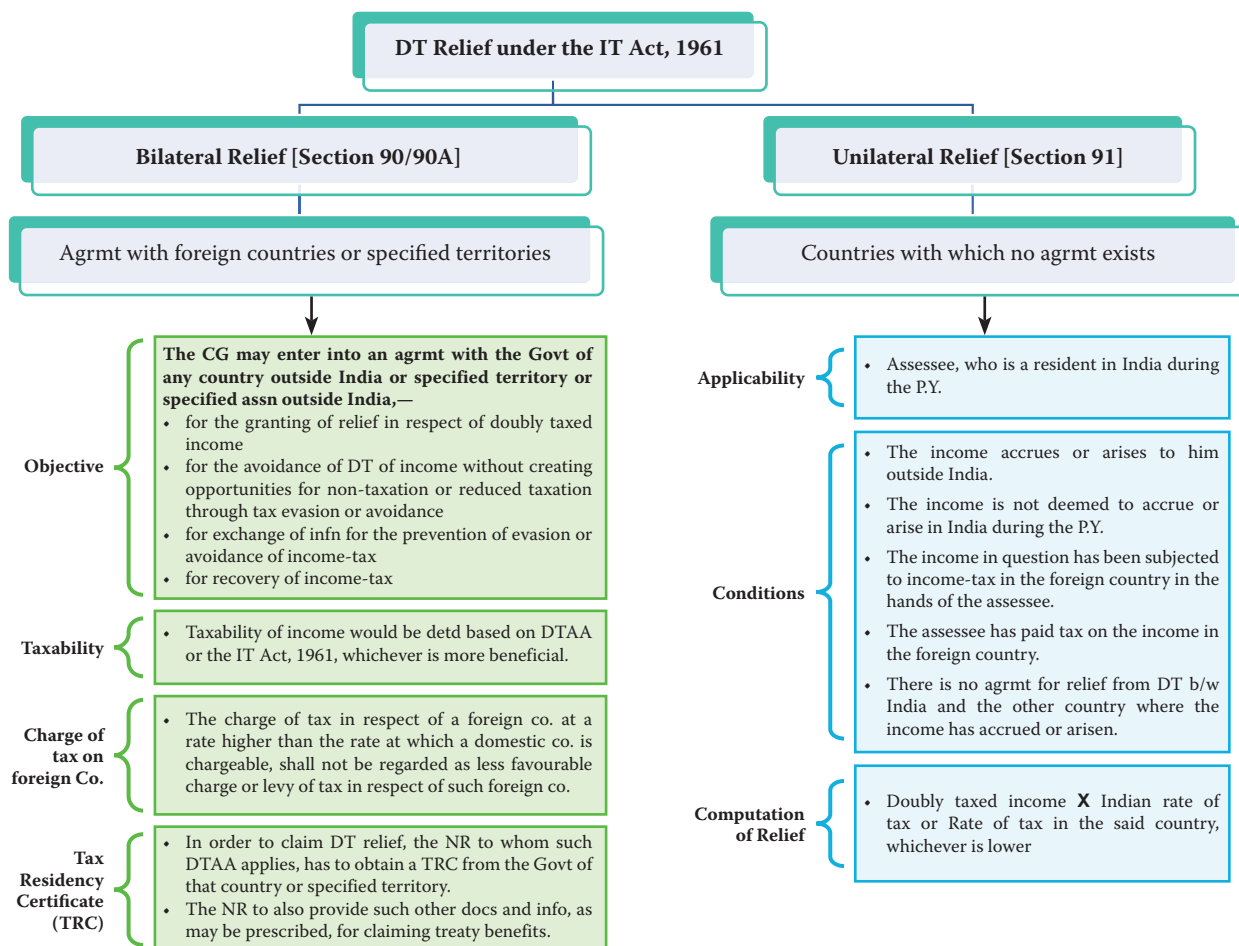 DT Relief under the IT Act, 1961
Bilateral Relief [Section 90/90A]
Agrmt with foreign countries or specified territories
Objective
The CG may enter into an agrmt with the Govt of
any country outside India or specified territory or
specified assn outside India,—
• for the granting of relief in respect of doubly taxed
income
• for the avoidance of DT of income without creating
opportunities for non-taxation or reduced taxation
through tax evasion or avoidance
• for exchange of infn for the prevention of evasion or
avoidance of income-tax
• for recovery of income-tax
Taxability
• Taxability of income would be detd based on DTAA
or the IT Act, 1961, whichever is more beneficial.
Charge of
tax on
foreign Co.
• The charge of tax in respect of a foreign co. at a
rate higher than the rate at which a domestic co. is
chargeable, shall not be regarded as less favourable
charge or levy of tax in respect of such foreign co.
Tax
Residency
Certificate
(TRC)
• In order to claim DT relief, the NR to whom such
DTAA applies, has to obtain a TRC from the Govt of
that country or specified territory.
• The NR to also provide such other docs and info, as
may be prescribed, for claiming treaty benefits.
Unilateral Relief [Section 91]
Countries with which no agrmt exists
Applicability
• Assessee, who is a resident in India during
the P.Y.
Conditions
• The income accrues or arises to him
outside India.
• The income is not deemed to accrue or
arise in India during the P.Y.
• The income in question has been subjected
to income-tax in the foreign country in the
hands of the assessee.
• The assessee has paid tax on the income in
the foreign country.
• There is no agrmt for relief from DT b/w
India and the other country where the
income has accrued or arisen.
Computation
of Relief
• Doubly taxed income X Indian rate of
tax or Rate of tax in the said country,
whichever is lower